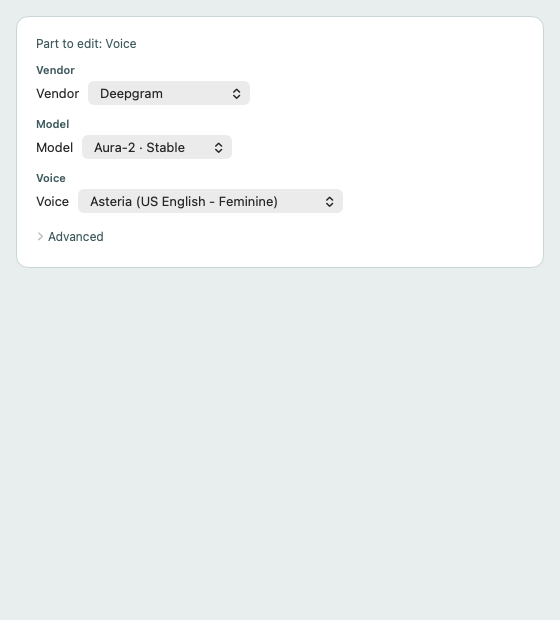 Part to edit: Voice
Vendor
Vendor Deepgram
Model
Model Aura-2 · Stable
Voice
Voice Asteria (US English - Feminine)
Advanced